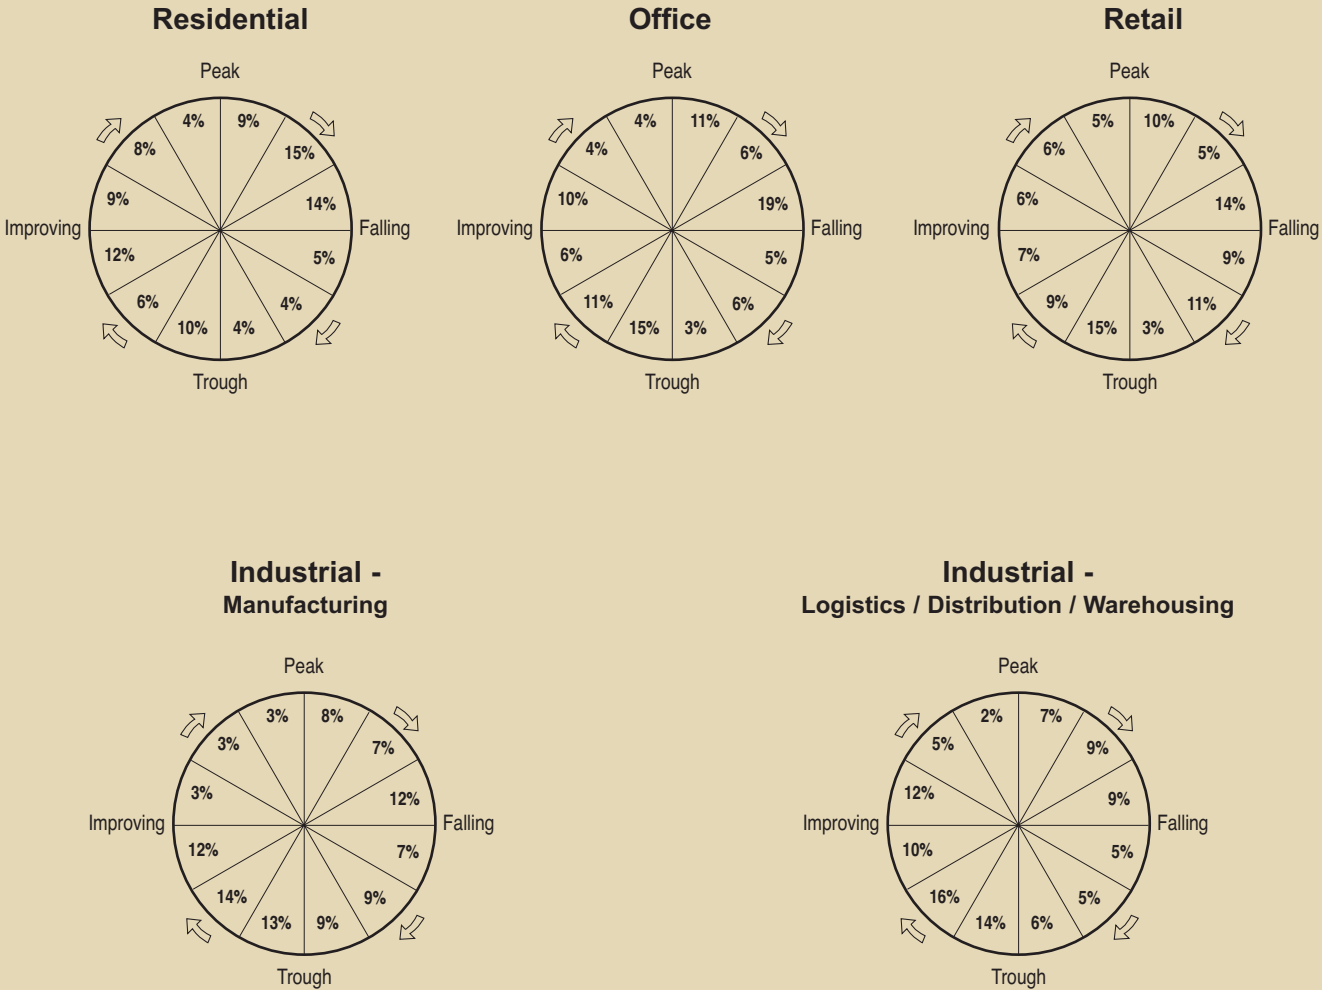 Residential
Peak
4% 9%
8% 15%
9% 14%
Improving Falling
12% 5%
6% 4%
10% 4%
Trough
Office
Peak
4% 11%
4% 6%
10% 19%
Improving Falling
6% 5%
11% 6%
15% 3%
Trough
Retail
Peak
5% 10%
6% 5%
6% 14%
Improving Falling
7% 9%
9% 11%
15% 3%
Trough
Industrial -
Manufacturing
Peak
3% 8%
3% 7%
3% 12%
Improving Falling
12% 7%
14% 9%
13% 9%
Trough
Industrial -
Logistics / Distribution / Warehousing
Peak
2% 7%
5% 9%
12% 9%
Improving Falling
10% 5%
16% 5%
14% 6%
Trough